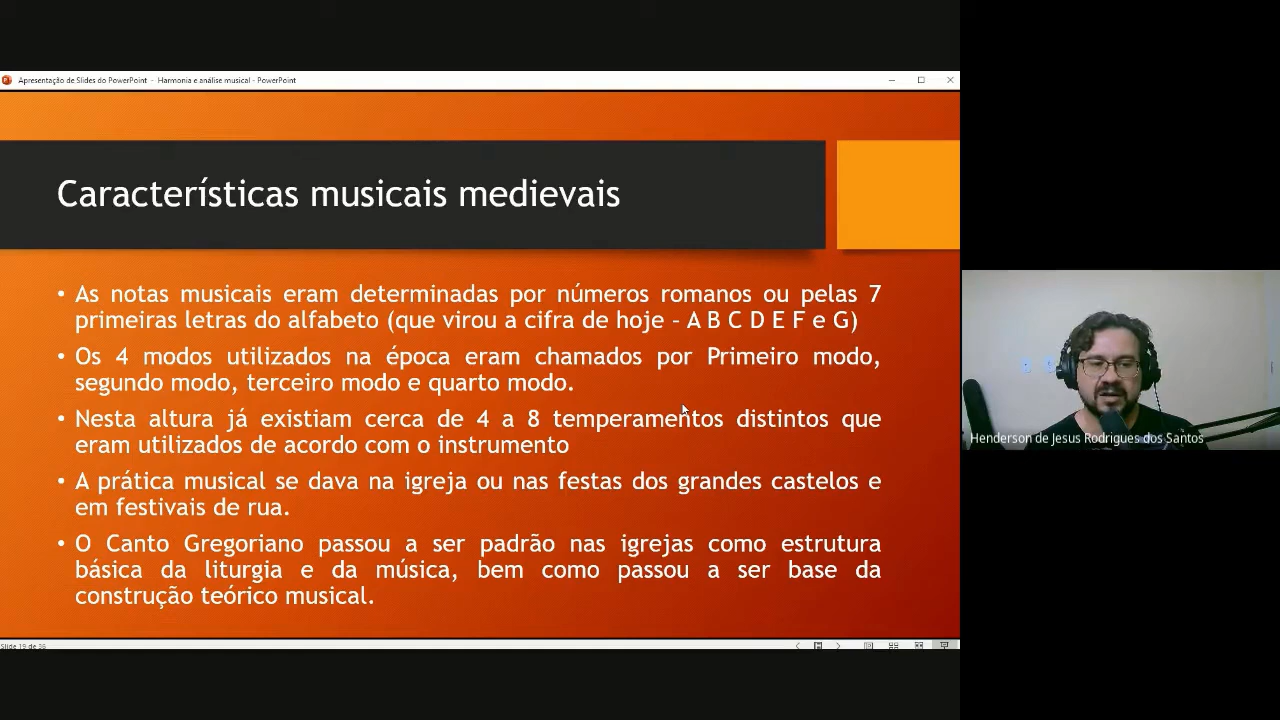 Apresentação de Slides do PowerPoint - Harmonia e análise musical - PowerPoint
Características musicais medievais
• As notas musicais eram determinadas por números romanos ou pelas 7
primeiras letras do alfabeto (que virou a cifra de hoje – A B C D E F e G)
• Os 4 modos utilizados na época eram chamados por Primeiro modo,
segundo modo, terceiro modo e quarto modo.
• Nesta altura já existiam cerca de 4 a 8 temperamentos distintos que
eram utilizados de acordo com o instrumento
• A prática musical se dava na igreja ou nas festas dos grandes castelos e
em festivais de rua.
• O Canto Gregoriano passou a ser padrão nas igrejas como estrutura
básica da liturgia e da música, bem como passou a ser base da
construção teórico musical.
Henderson de Jesus Rodrigues dos Santos
Slide 19 de 36